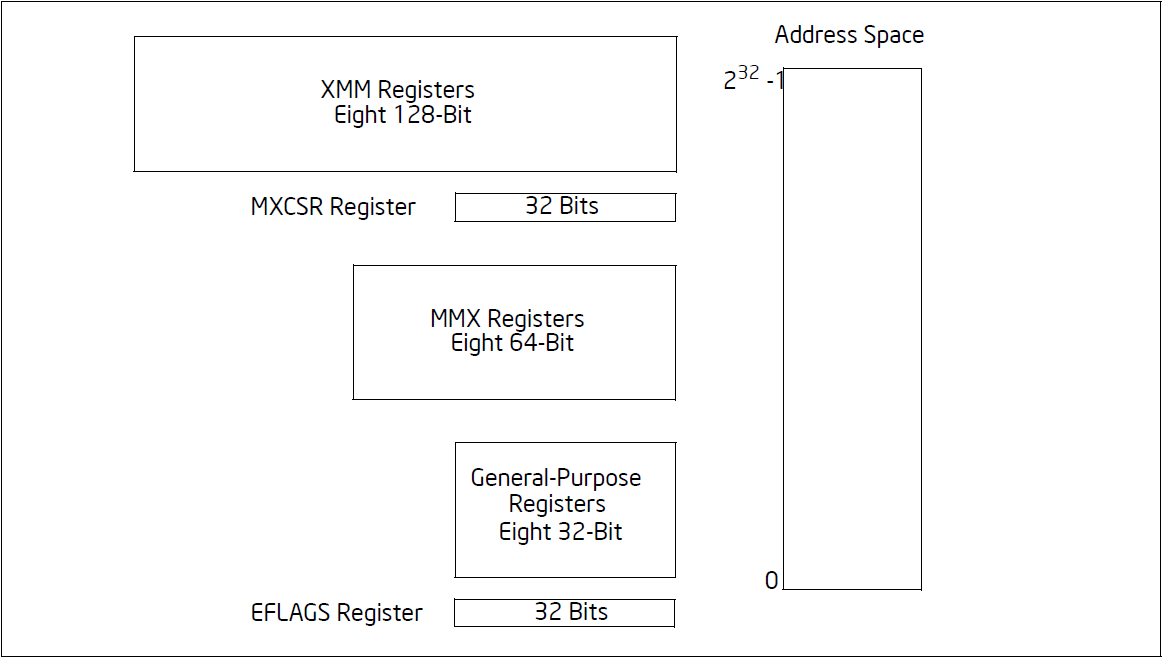 Address Space
2^32 -1
XMM Registers
Eight 128-Bit
MXCSR Register
32 Bits
MMX Registers
Eight 64-Bit
General-Purpose
Registers
Eight 32-Bit
0
EFLAGS Register
32 Bits